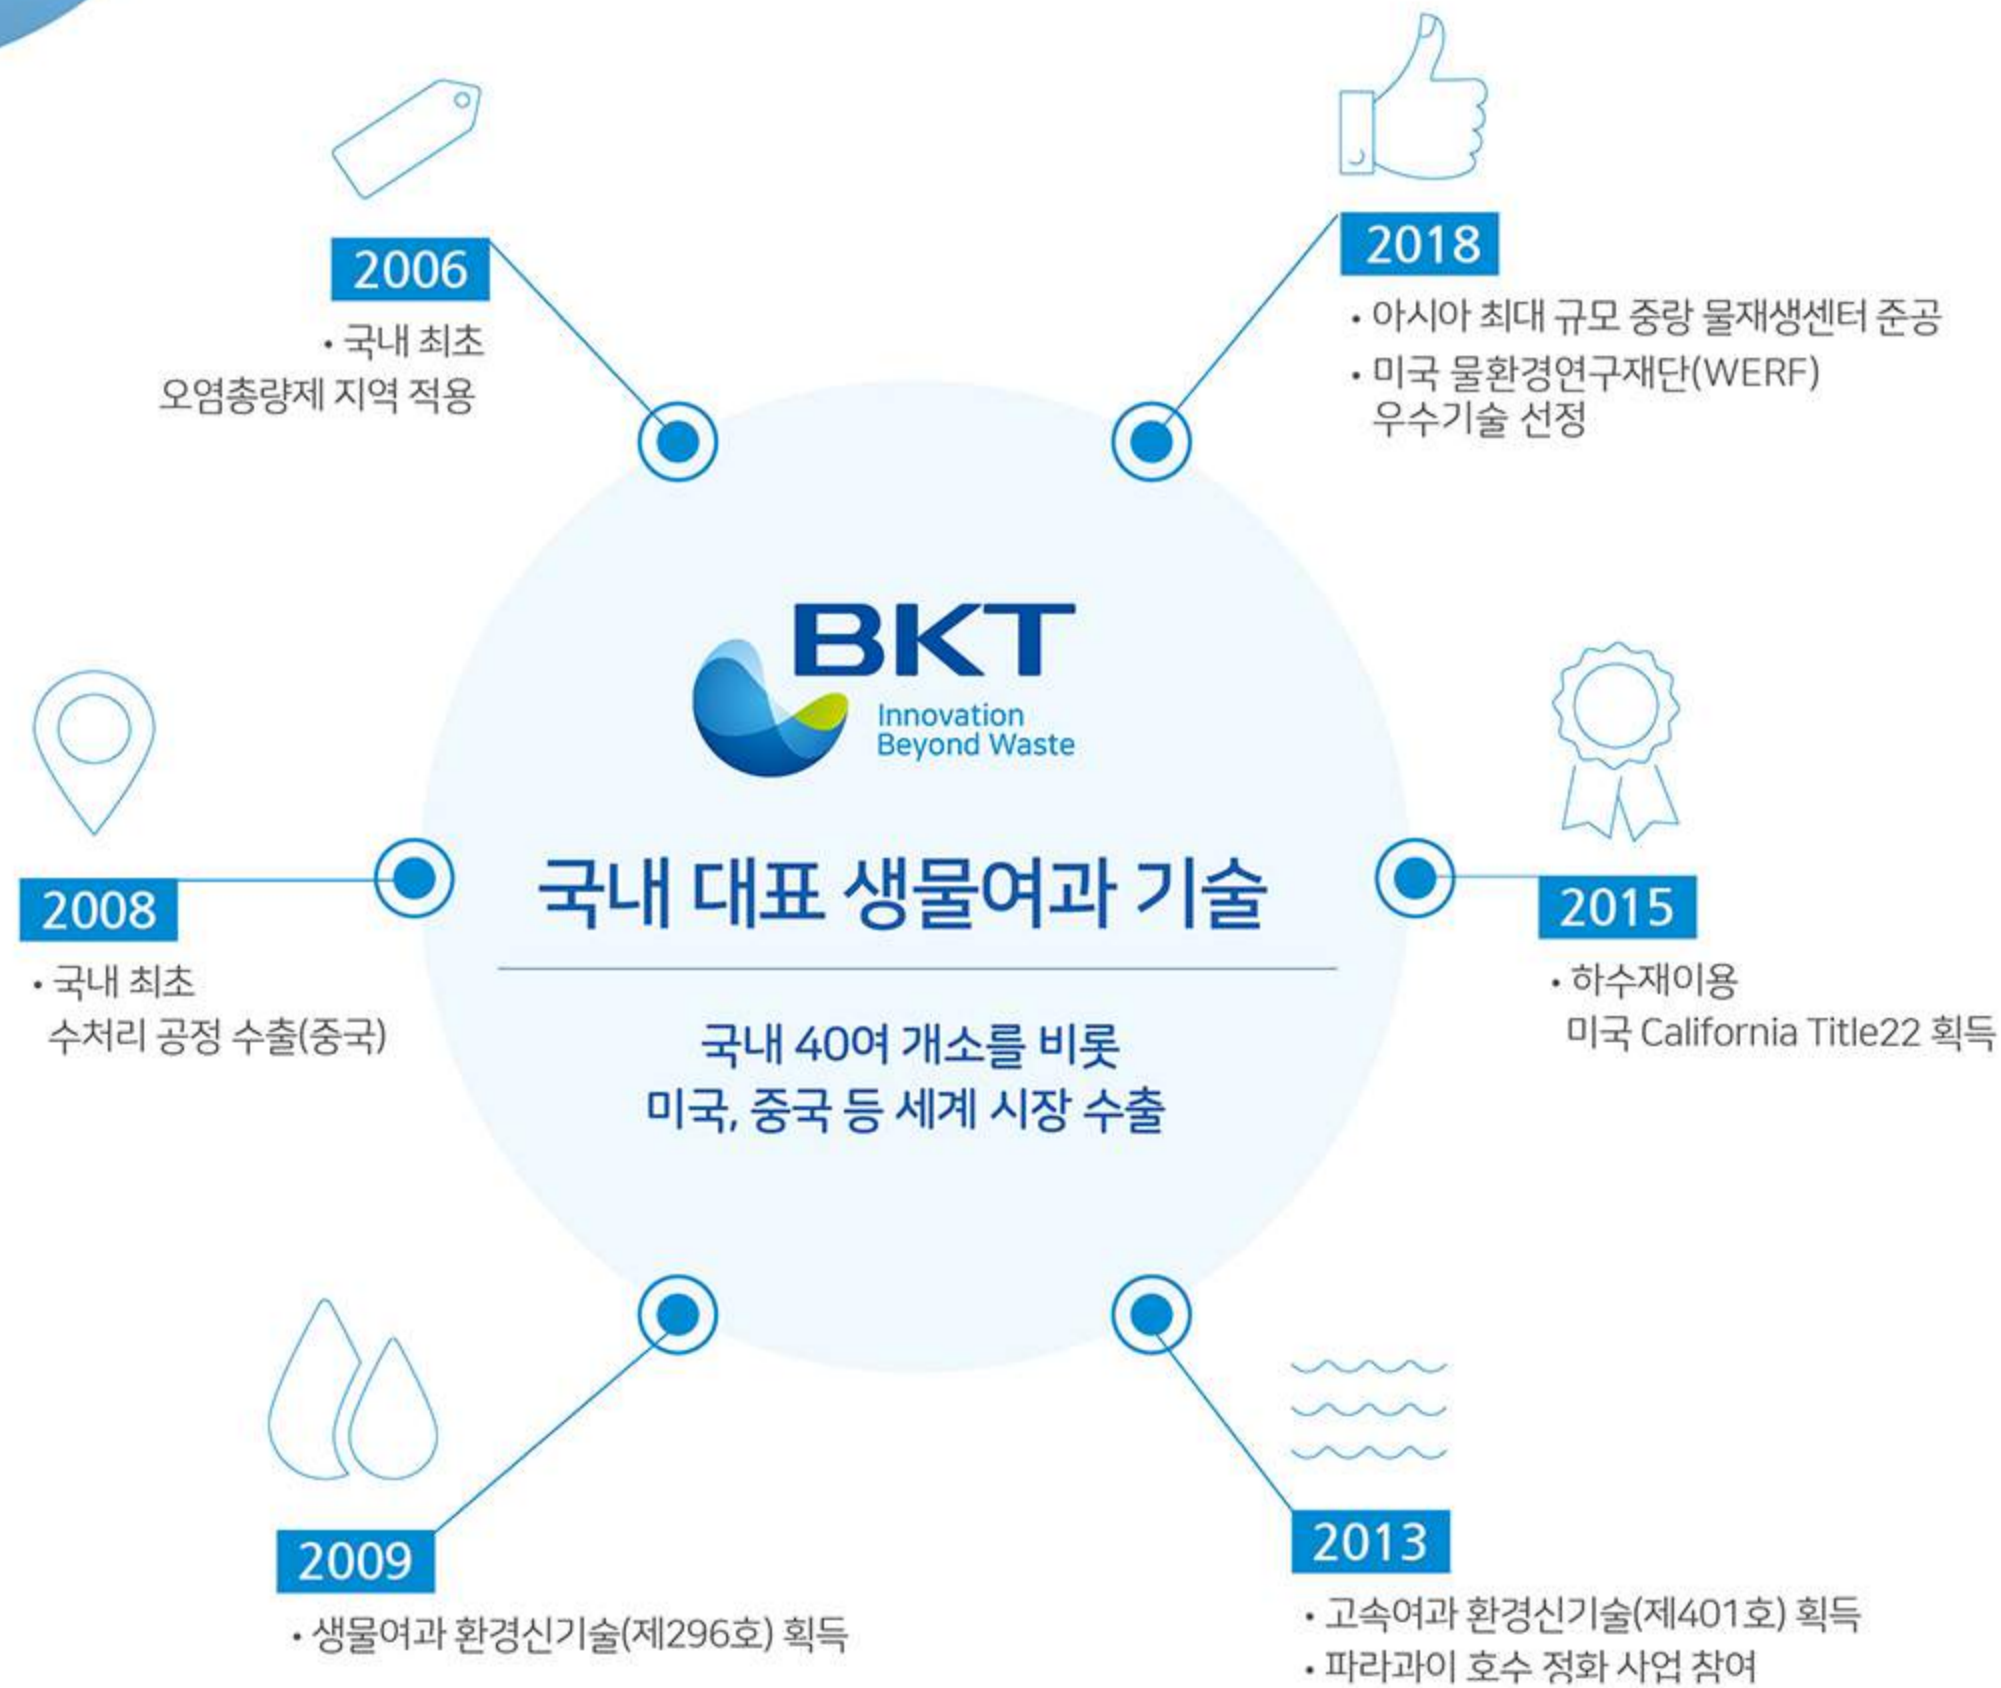 2006
• 국내 최초
오염총량제 지역 적용
2018
• 아시아 최대 규모 중랑 물재생센터 준공
• 미국 물환경연구재단(WERF)
우수기술 선정
BKT
Innovation
Beyond Waste
국내 대표 생물여과 기술
국내 40여 개소를 비롯
미국, 중국 등 세계 시장 수출
2008
• 국내 최초
수처리 공정 수출(중국)
2015
• 하수재이용
미국 California Title22 획득
2009
• 생물여과 환경신기술(제296호) 획득
2013
• 고속여과 환경신기술(제401호) 획득
• 파라과이 호수 정화 사업 참여